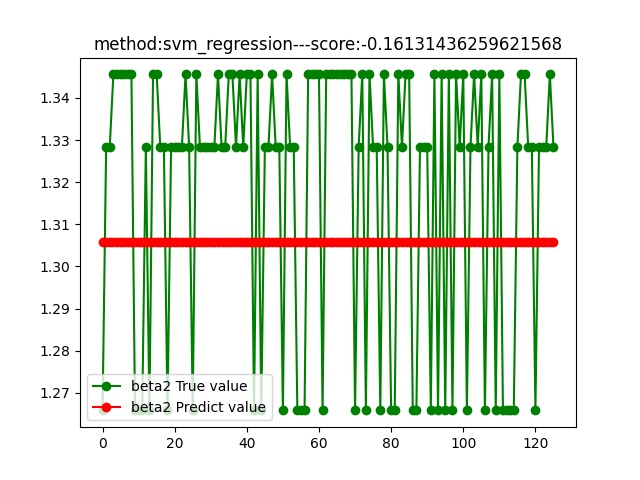 method:svm_regression---score:-0.16131436259621568
1.34
1.33
1.32
1.31
1.30
1.29
1.28
1.27
beta2 True value
beta2 Predict value
0 20 40 60 80 100 120